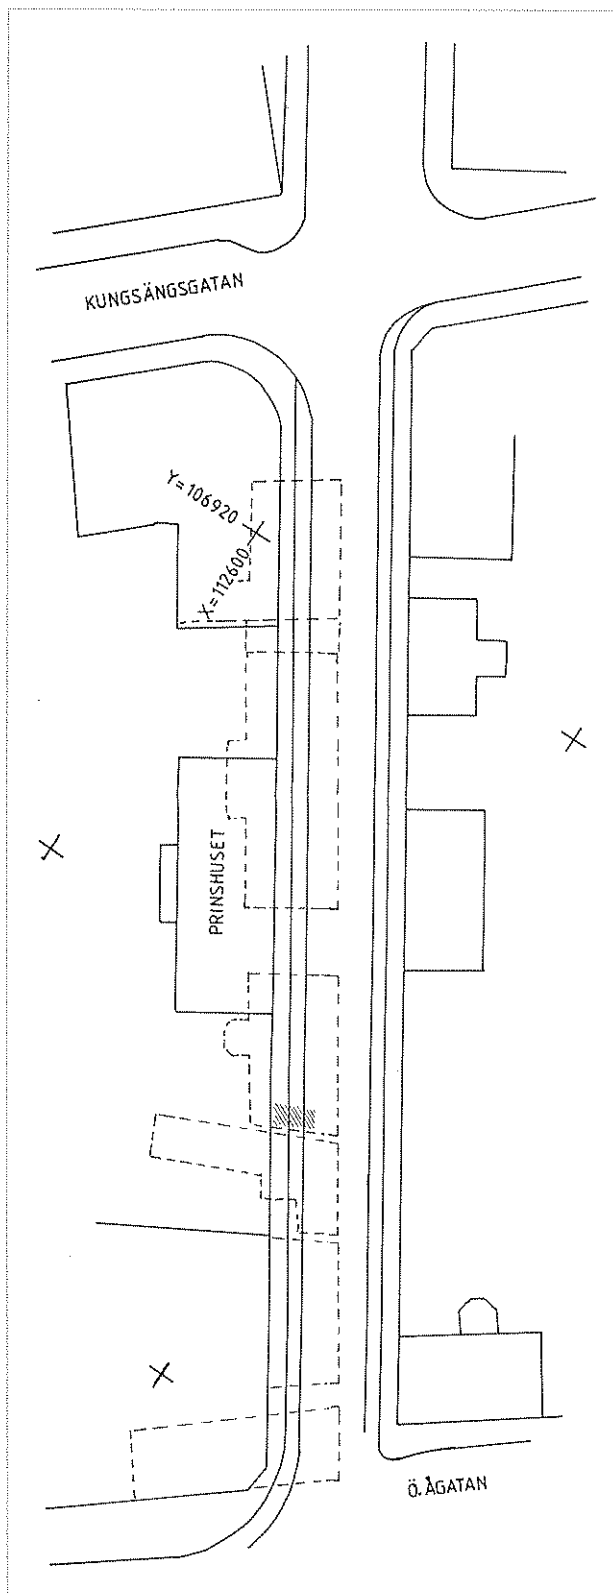 KUNGSÄNGSGATAN
Y=106920
X=112600
PRINSHUSET
Ö. ÅGATAN